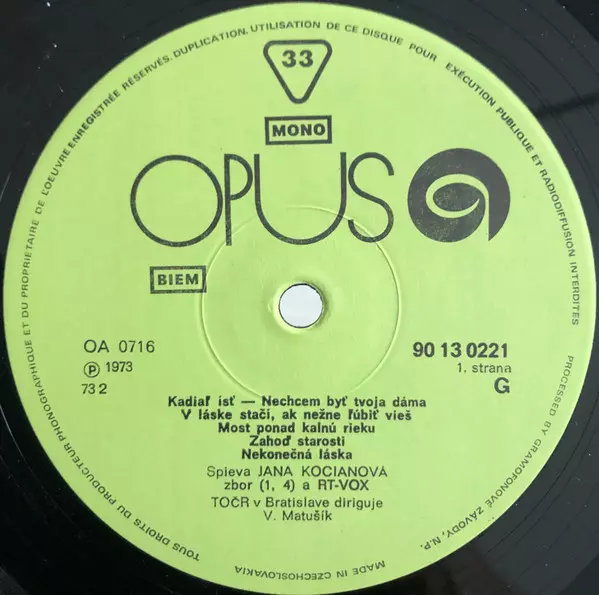 TOUS DROITS DU PRODUCTEUR PHONOGRAPHIQUE ET DU PROPRIETAIRE DE L'OEUVRE ENREGISTRÉE RÉSERVÉS. DUPLICATION. UTILISATION DE CE DISQUE POUR EXÉCUTION PUBLIQUE ET RADIODIFFUSION INTERDITES
33
MONO
OPUS
BIEM
OA 0716
Ⓟ 1973
73 2
90 13 0221
1. strana
G
Kadiaľ ísť — Nechcem byť tvoja dáma
V láske stačí, ak nežne ľúbiť vieš
Most ponad kalnú rieku
Zahoď starosti
Nekonečná láska
Spieva JANA KOCIANOVÁ
zbor (1, 4) a RT-VOX
TOČR v Bratislave diriguje
V. Matušík
PROCESSED BY GRAMOFONOVÉ ZÁVODY, N.P.
MADE IN CZECHOSLOVAKIA